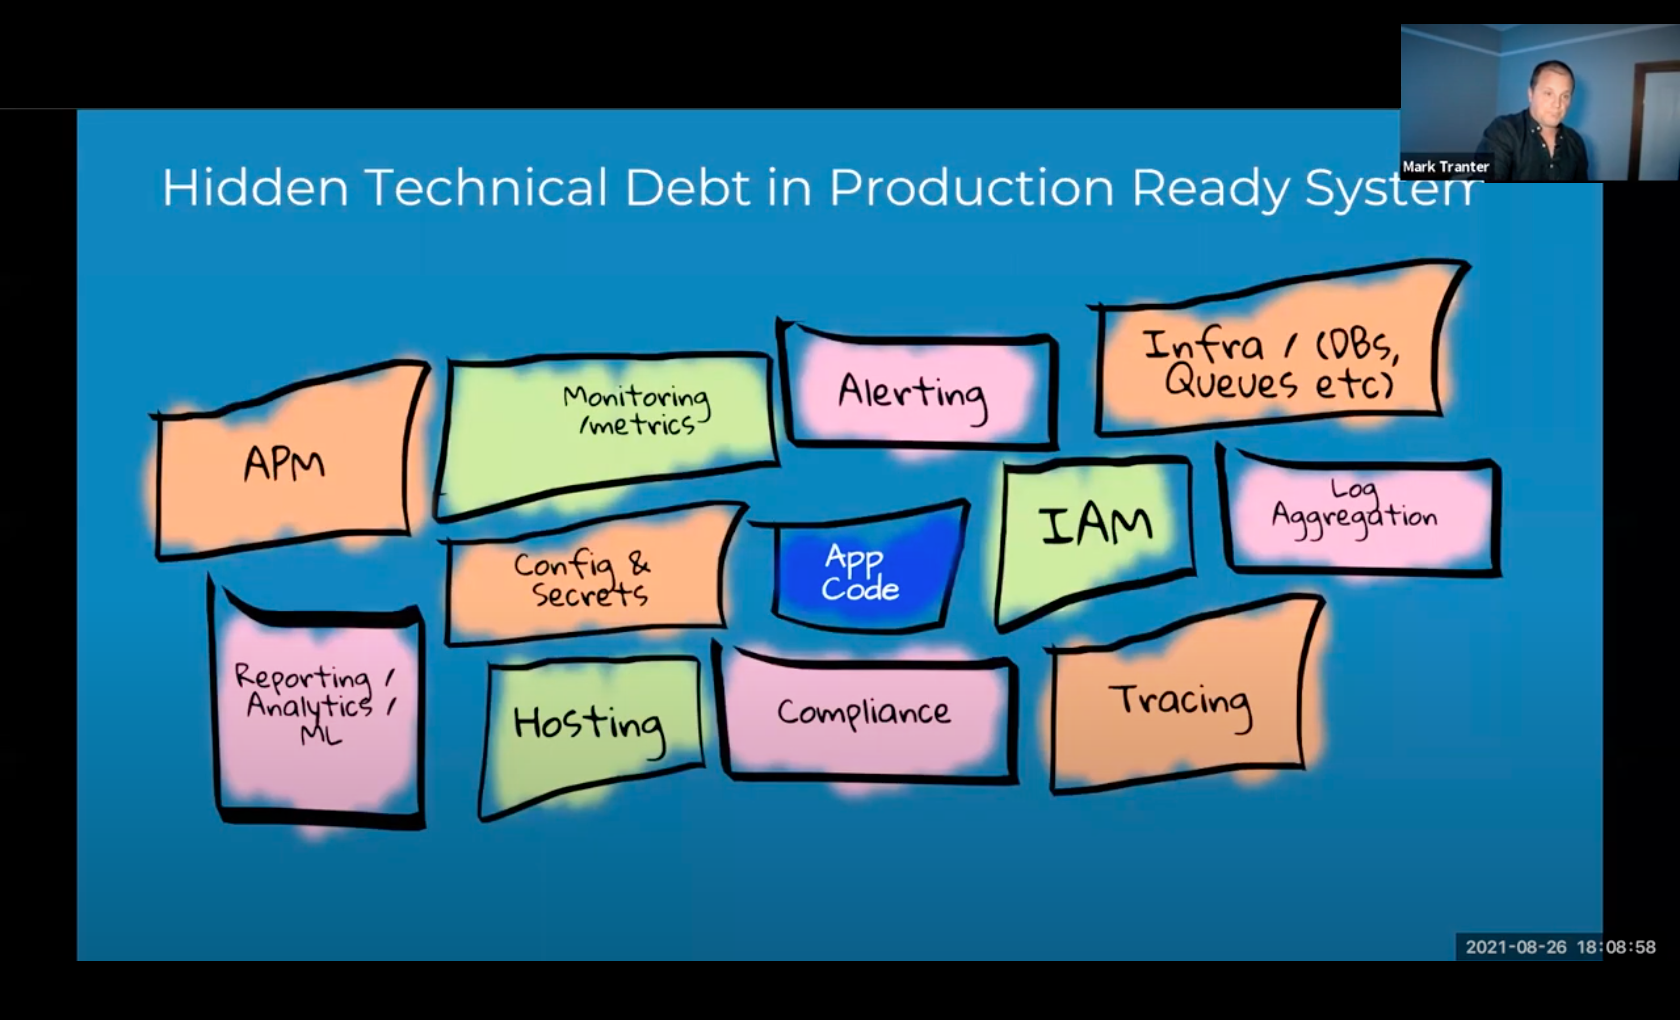 Mark Tranter
Hidden Technical Debt in Production Ready System
Infra / (DBs,
Queues etc)
Alerting
Monitoring
/metrics
APM
IAM
Log
Aggregation
Config &
Secrets
App
Code
Reporting /
Analytics /
ML
Hosting
Compliance
Tracing
2021-08-26 18:08:58